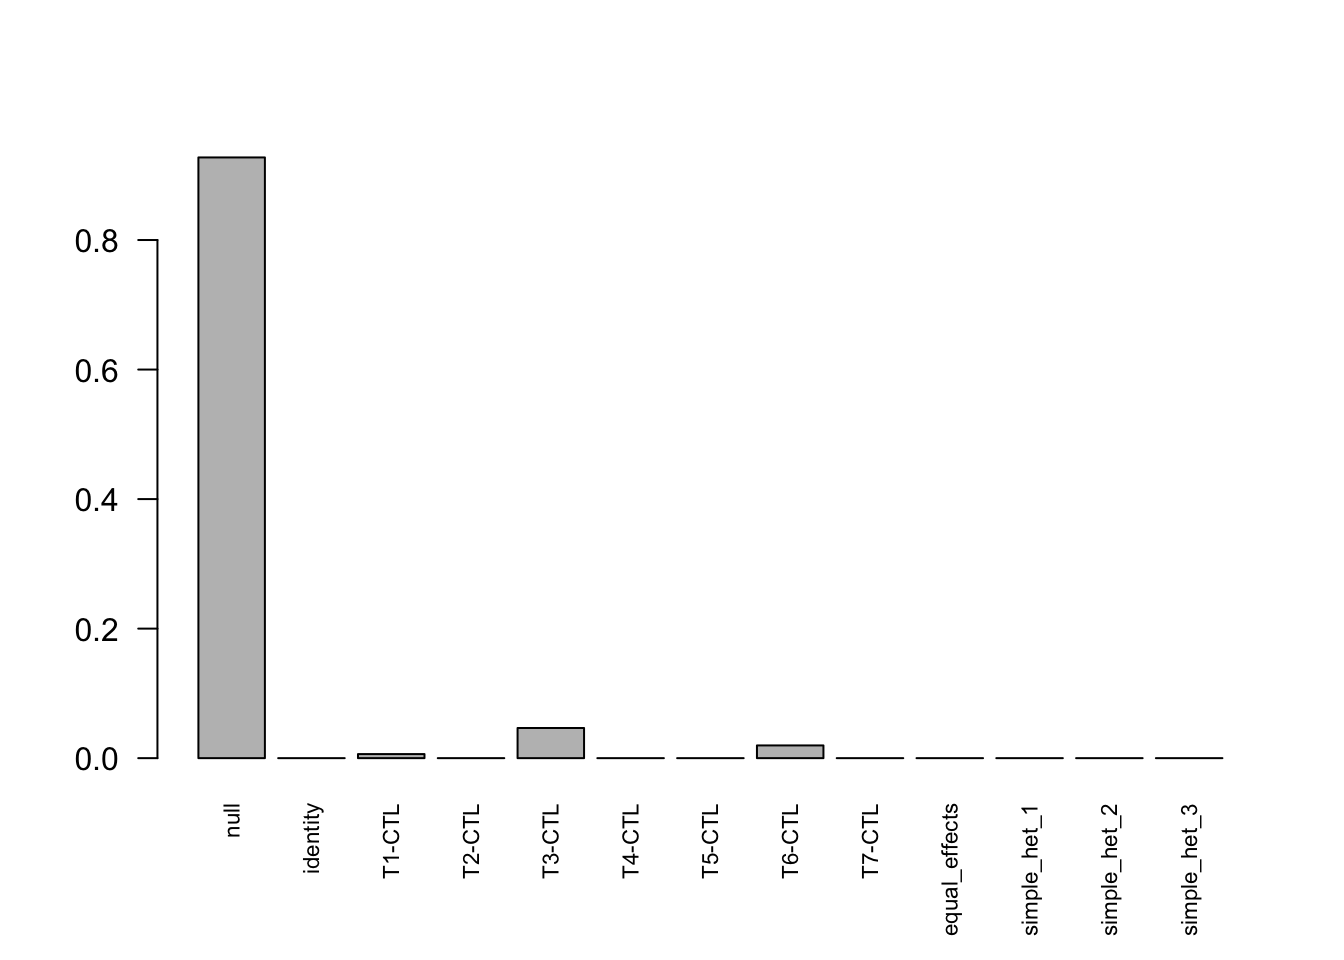 0.8
0.6
0.4
0.2
0.0
null
identity
T1-CTL
T2-CTL
T3-CTL
T4-CTL
T5-CTL
T6-CTL
T7-CTL
equal_effects
simple_het_1
simple_het_2
simple_het_3